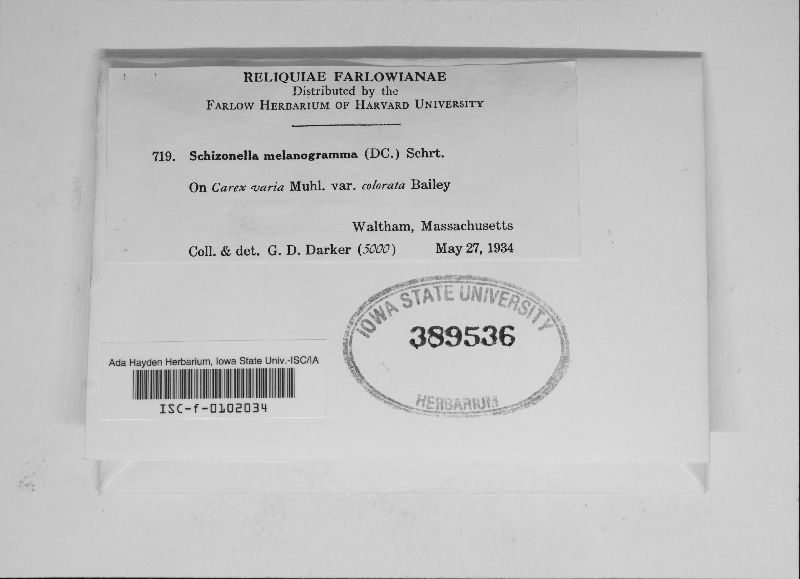 RELIQUIAE FARLOWIANAE
Distributed by the
FARLOW HERBARIUM OF HARVARD UNIVERSITY
719. Schizonella melanogramma (DC.) Schrt.
On Carex varia Muhl. var. colorata Bailey
Waltham, Massachusetts
Coll. & det. G. D. Darker (5000) May 27, 1934
IOWA STATE UNIVERSITY
389536
HERBARIUM
Ada Hayden Herbarium, Iowa State Univ.-ISC/IA
ISC-f-0102034